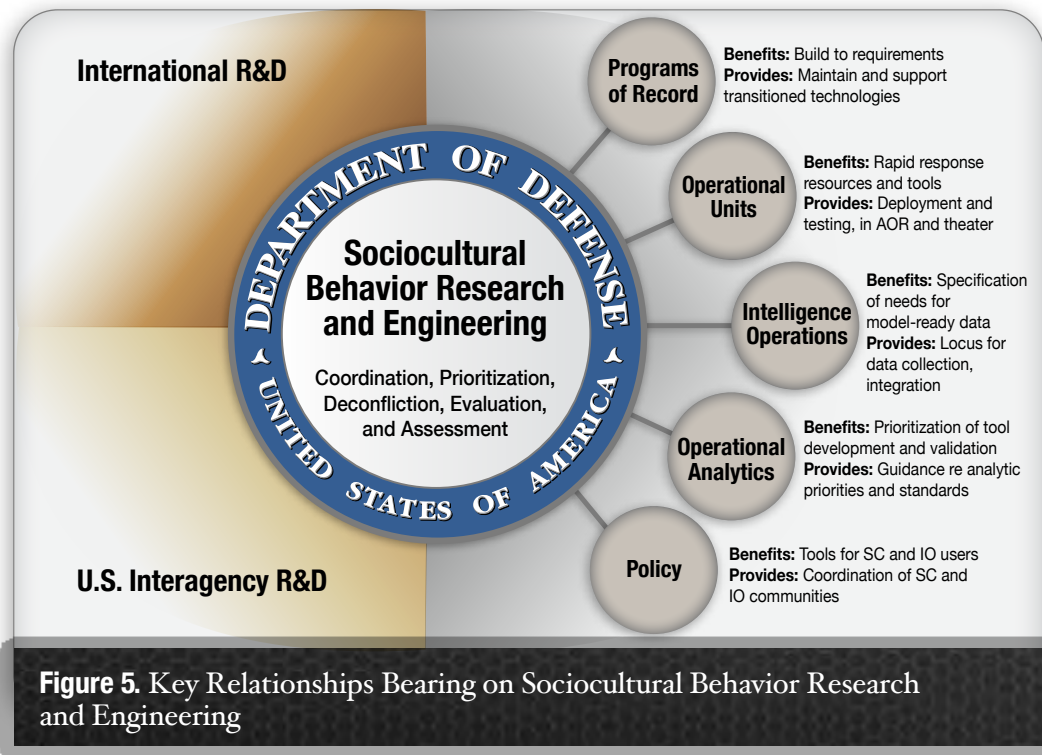 International R&D
U.S. Interagency R&D
DEPARTMENT OF DEFENSE
UNITED STATES OF AMERICA
Sociocultural
Behavior Research
and Engineering
Coordination, Prioritization,
Deconfliction, Evaluation,
and Assessment
Programs
of Record
Benefits: Build to requirements
Provides: Maintain and support
transitioned technologies
Operational
Units
Benefits: Rapid response
resources and tools
Provides: Deployment and
testing, in AOR and theater
Intelligence
Operations
Benefits: Specification
of needs for
model-ready data
Provides: Locus for
data collection,
integration
Operational
Analytics
Benefits: Prioritization of tool
development and validation
Provides: Guidance re analytic
priorities and standards
Policy
Benefits: Tools for SC and IO users
Provides: Coordination of SC and
IO communities
Figure 5. Key Relationships Bearing on Sociocultural Behavior Research
and Engineering